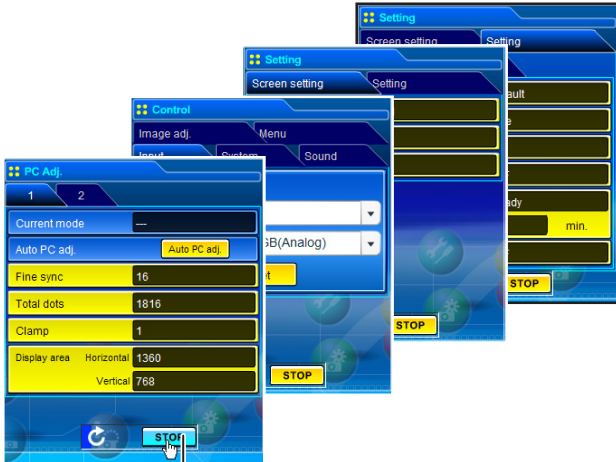 Setting
Screen setting
Setting
ault
e
ady
min.
STOP
Setting
Screen setting
Setting
STOP
Control
Image adj.
Menu
Input
System
Sound
GB(Analog)
STOP
PC Adj.
1
2
Current mode
---
Auto PC adj.
Auto PC adj.
Fine sync
16
Total dots
1816
Clamp
1
Display area
Horizontal
1360
Vertical
768
STOP